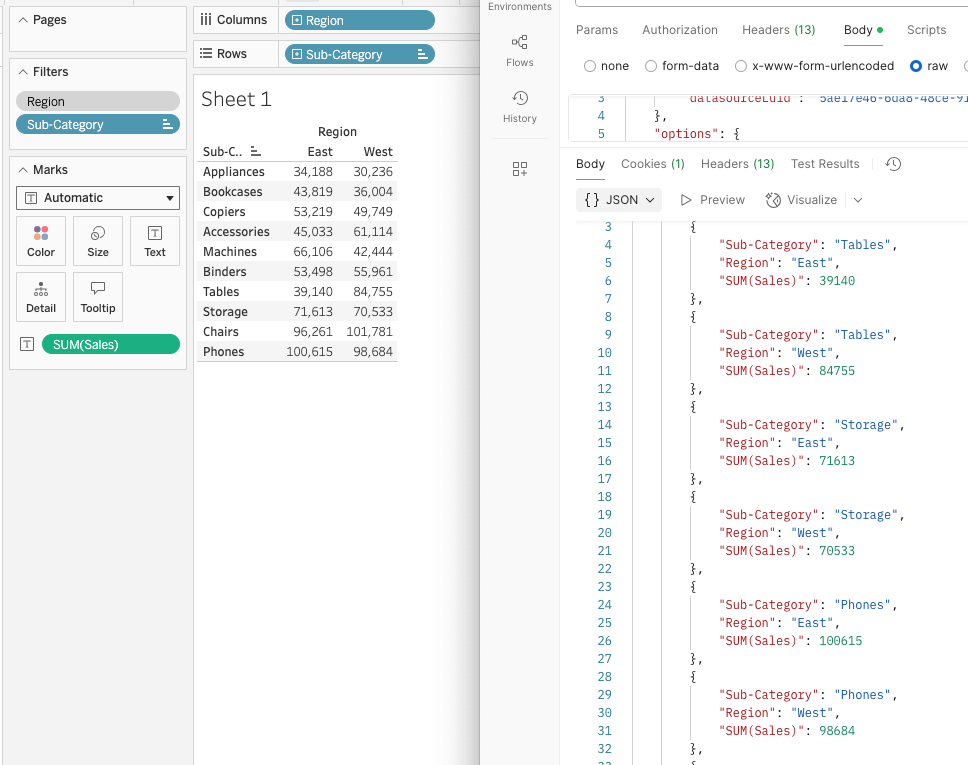 Pages
Filters
Region
Sub-Category
Marks
Automatic
Color
Size
Text
Detail
Tooltip
SUM(Sales)
Columns
Region
Rows
Sub-Category
Sheet 1
Region
Sub-C.. East West
Appliances 34,188 30,236
Bookcases 43,819 36,004
Copiers 53,219 49,749
Accessories 45,033 61,114
Machines 66,106 42,444
Binders 53,498 55,961
Tables 39,140 84,755
Storage 71,613 70,533
Chairs 96,261 101,781
Phones 100,615 98,684
Environments
Flows
History
Params Authorization Headers (13) Body Scripts
none form-data x-www-form-urlencoded raw
3 "datasourceLuid": "5ae17e46-6da8-48ce-91
4 },
5 "options": {
Body Cookies (1) Headers (13) Test Results
{} JSON Preview Visualize
3 {
4 "Sub-Category": "Tables",
5 "Region": "East",
6 "SUM(Sales)": 39140
7 },
8 {
9 "Sub-Category": "Tables",
10 "Region": "West",
11 "SUM(Sales)": 84755
12 },
13 {
14 "Sub-Category": "Storage",
15 "Region": "East",
16 "SUM(Sales)": 71613
17 },
18 {
19 "Sub-Category": "Storage",
20 "Region": "West",
21 "SUM(Sales)": 70533
22 },
23 {
24 "Sub-Category": "Phones",
25 "Region": "East",
26 "SUM(Sales)": 100615
27 },
28 {
29 "Sub-Category": "Phones",
30 "Region": "West",
31 "SUM(Sales)": 98684
32 },
33 {